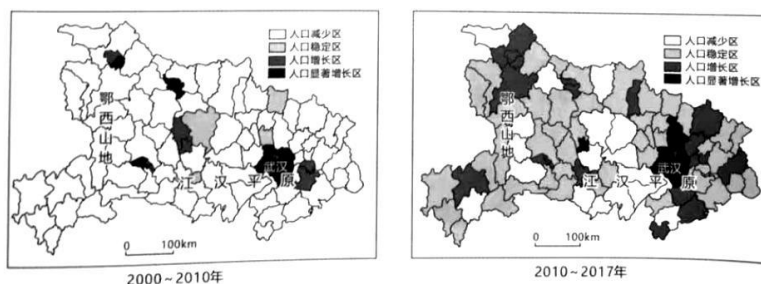 人口减少区
人口稳定区
人口增长区
人口显著增长区
鄂西山地
武汉
江汉平原
0 100km
2000~2010年
人口减少区
人口稳定区
人口增长区
人口显著增长区
鄂西山地
武汉
江汉平原
0 100km
2010~2017年